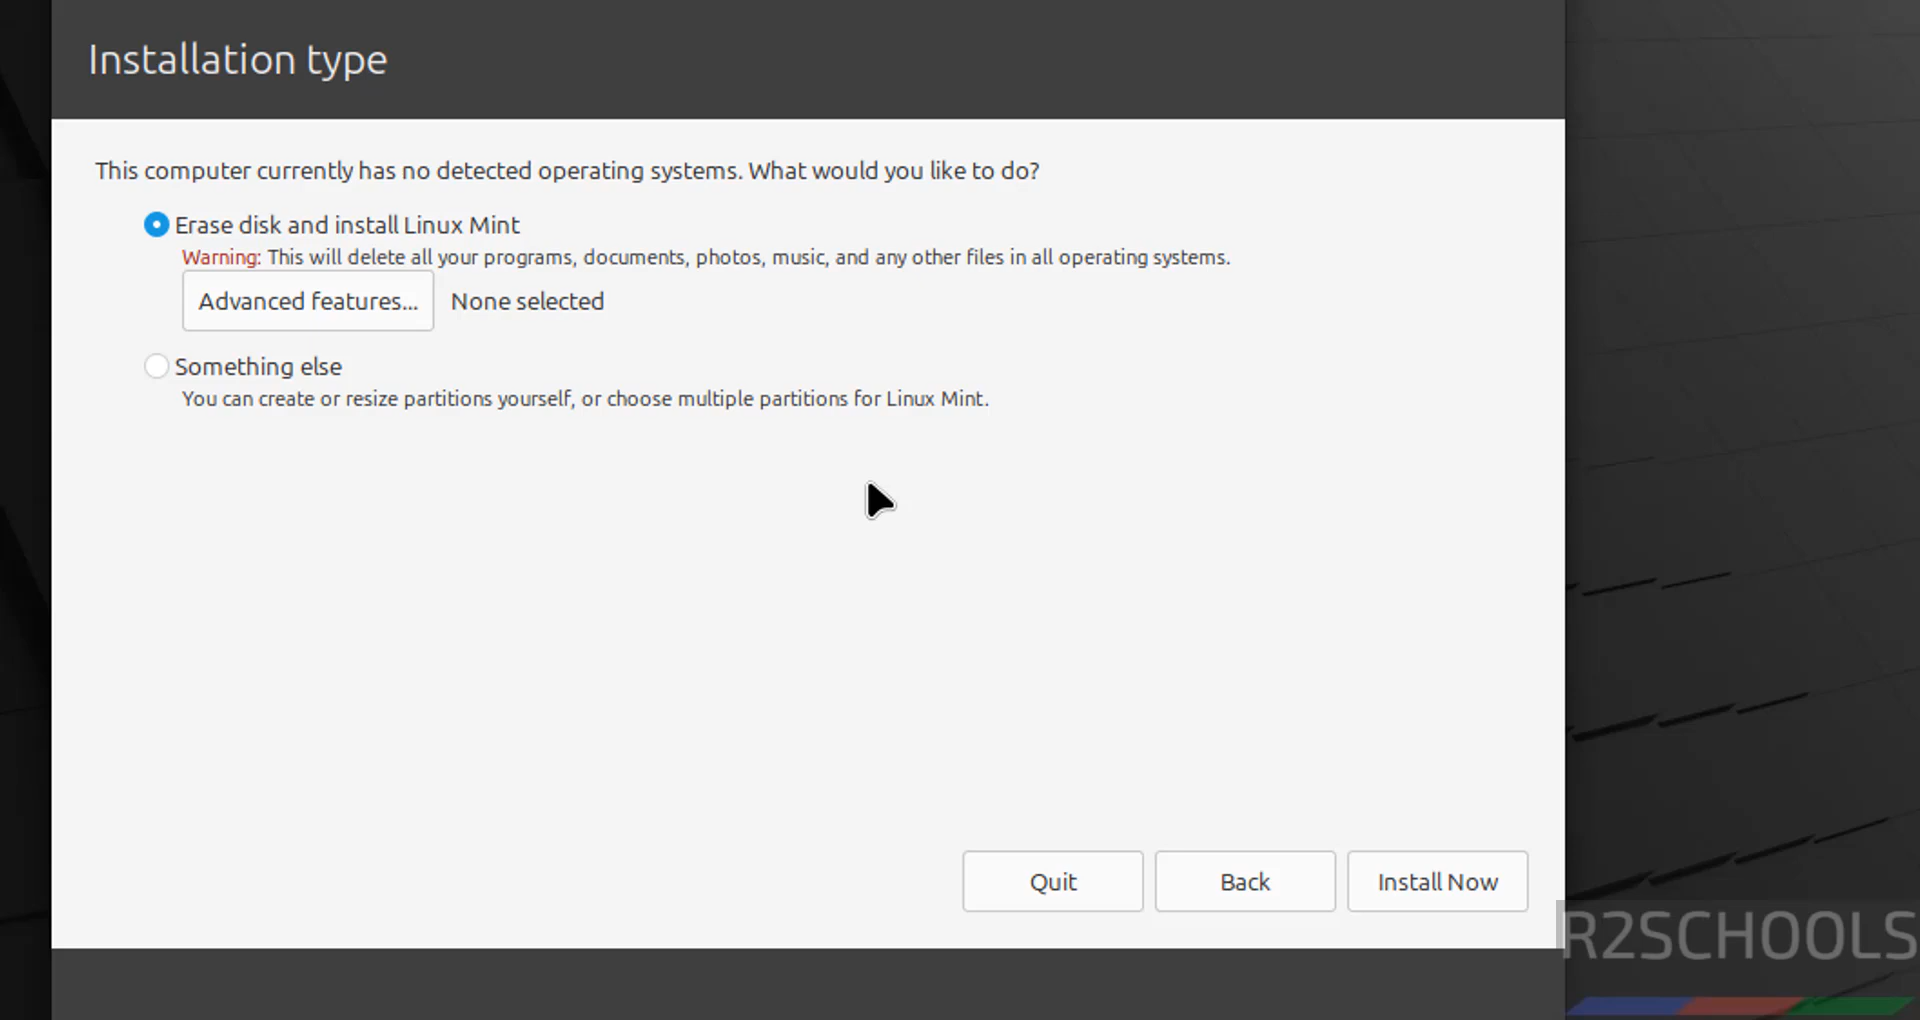 Installation type
This computer currently has no detected operating systems. What would you like to do?
Erase disk and install Linux Mint
Warning: This will delete all your programs, documents, photos, music, and any other files in all operating systems.
Advanced features... None selected
Something else
You can create or resize partitions yourself, or choose multiple partitions for Linux Mint.
Quit Back Install Now
R2SCHOOLS